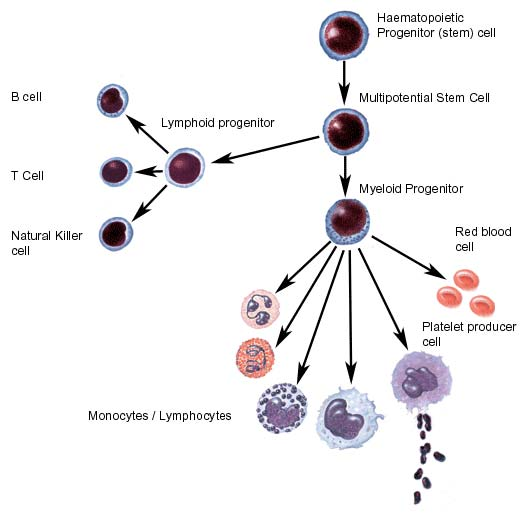 Haematopoietic
Progenitor (stem) cell
B cell
Multipotential Stem Cell
Lymphoid progenitor
T Cell
Myeloid Progenitor
Natural Killer
cell
Red blood
cell
Platelet producer
cell
Monocytes / Lymphocytes